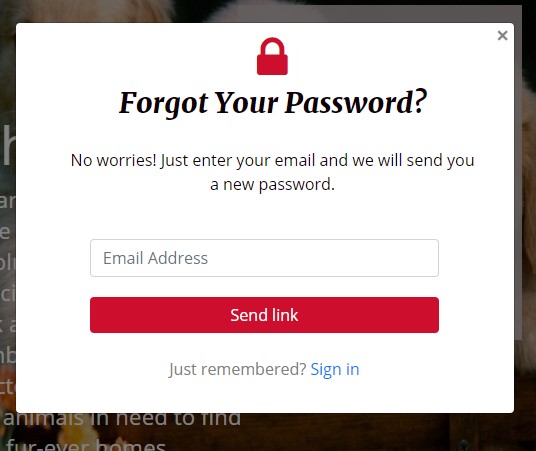 ×
Forgot Your Password?
No worries! Just enter your email and we will send you
a new password.
Email Address
Send link
Just remembered? Sign in
animals in need to find
fur-ever homes